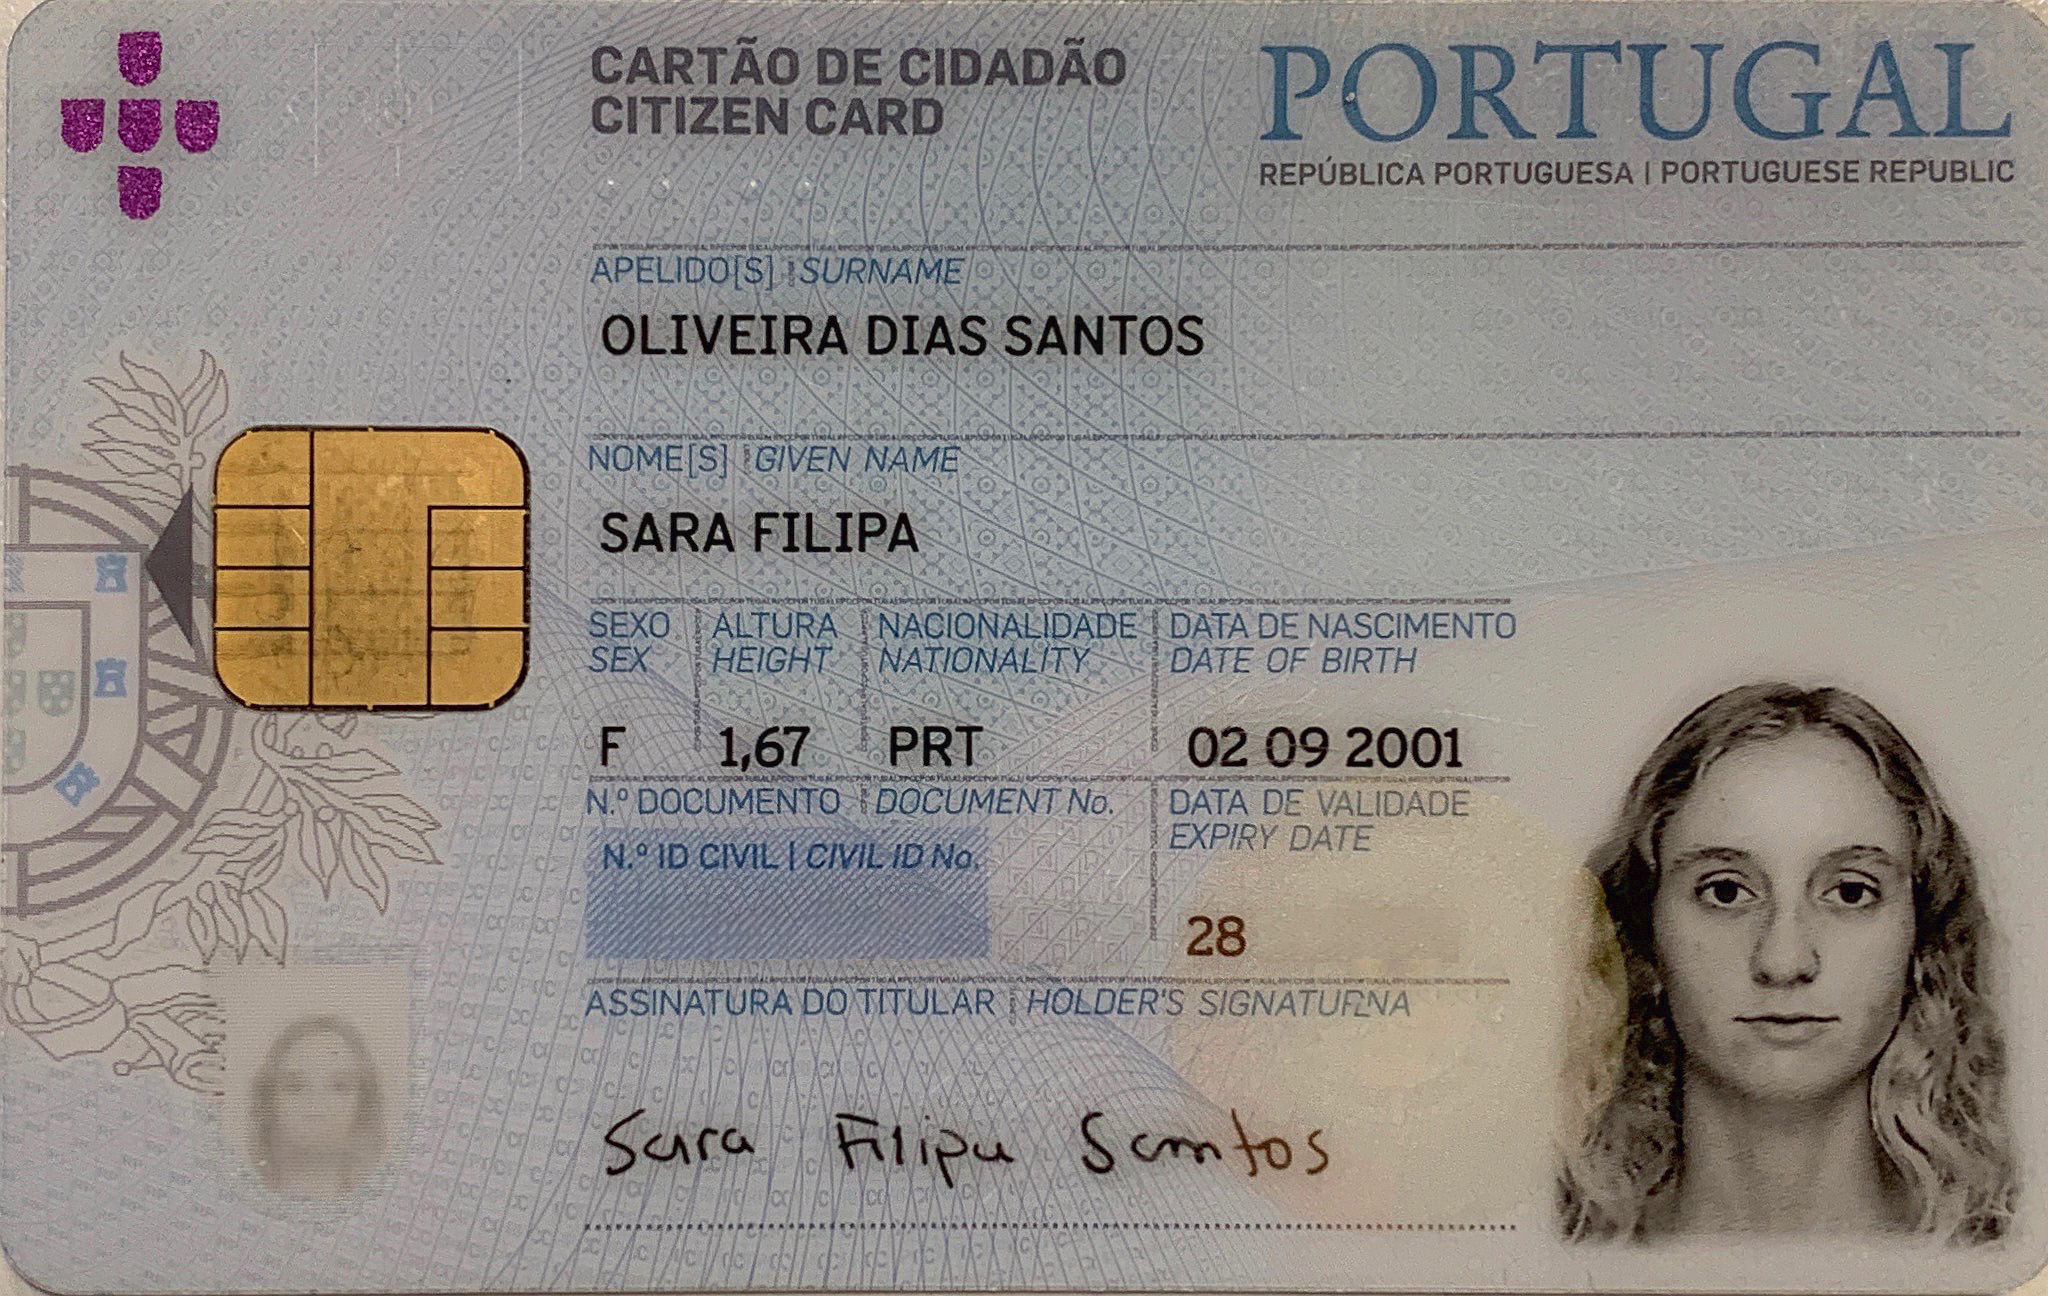 CARTÃO DE CIDADÃO
CITIZEN CARD
PORTUGAL
REPÚBLICA PORTUGUESA | PORTUGUESE REPUBLIC
APELIDO[S] SURNAME
OLIVEIRA DIAS SANTOS
NOME[S] GIVEN NAME
SARA FILIPA
SEXO ALTURA NACIONALIDADE DATA DE NASCIMENTO
SEX HEIGHT NATIONALITY DATE OF BIRTH
F 1,67 PRT 02 09 2001
N.º DOCUMENTO DOCUMENT No. DATA DE VALIDADE
EXPIRY DATE
N.º ID CIVIL | CIVIL ID No.
28
ASSINATURA DO TITULAR HOLDER'S SIGNATURNA
Sara Filipa Santos